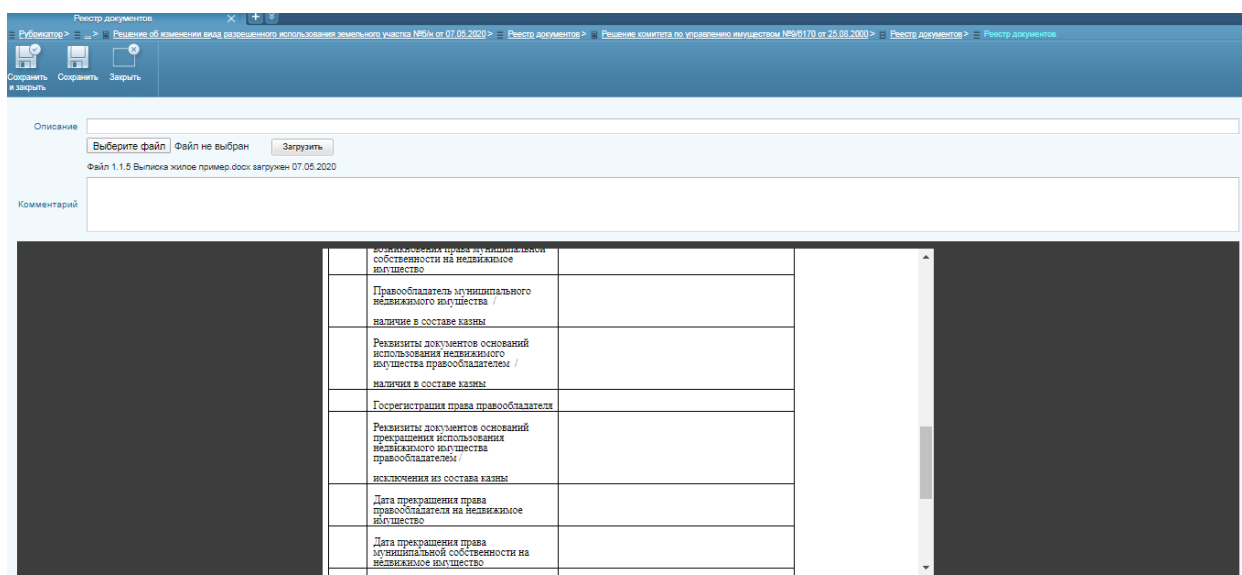 Реестр документов
Рубрикатор > ... > Решение об изменении вида разрешенного использования земельного участка №б/н от 07.05.2020 > Реестр документов > Решение комитета по управлению имуществом №9/6170 от 25.08.2000 > Реестр документов > Реестр документов
Сохранить и закрыть
Сохранить
Закрыть
Описание
Выберите файл Файл не выбран Загрузить
Файл 1.1.5 Выписка жилое пример.docx загружен 07.05.2020
Комментарий
возникновения права муниципальной
собственности на недвижимое
имущество
Правообладатель муниципального
недвижимого имущества /
наличие в составе казны
Реквизиты документов оснований
использования недвижимого
имущества правообладателем /
наличия в составе казны
Госрегистрация права правообладателя
Реквизиты документов оснований
прекращения использования
недвижимого имущества
правообладателем /
исключения из состава казны
Дата прекращения права
правообладателя на недвижимое
имущество
Дата прекращения права
муниципальной собственности на
недвижимое имущество